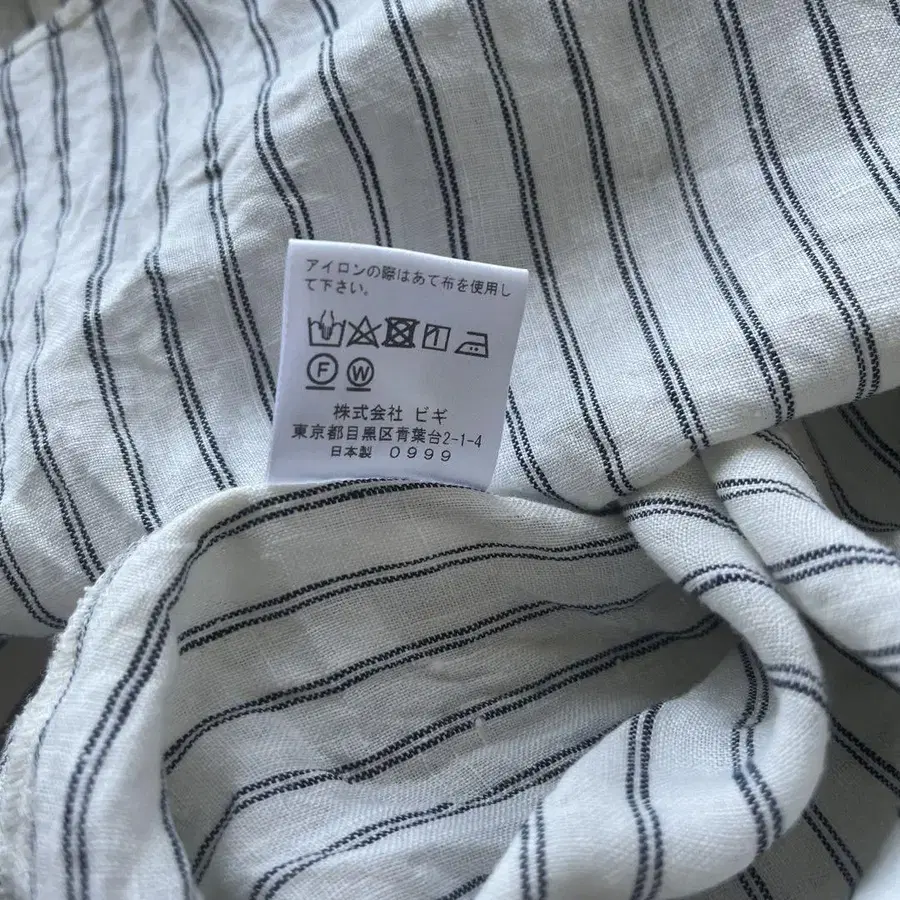 アイロンの際はあて布を使用し
て下さい。
F W
株式会社 ビギ
東京都目黒区青葉台2-1-4
日本製 0999